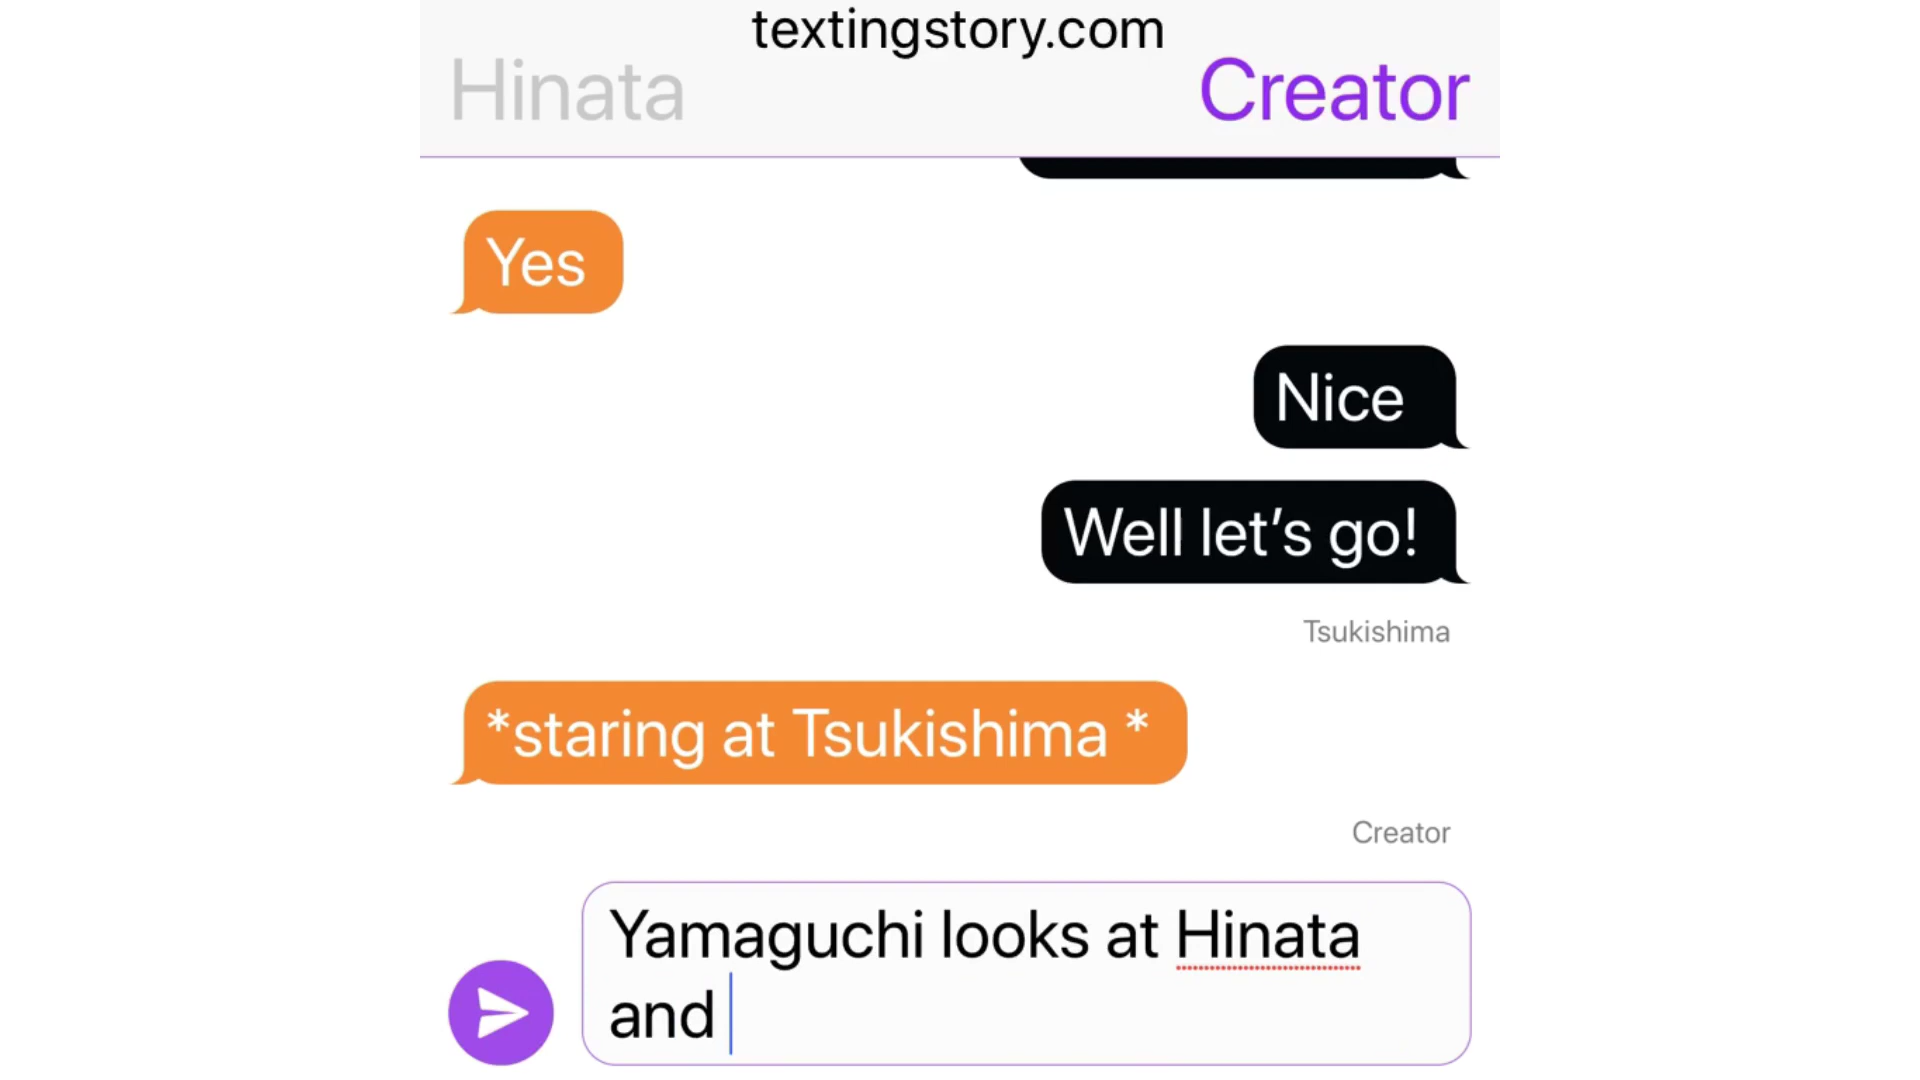 textingstory.com
Hinata
Creator
Yes
Nice
Well let's go!
Tsukishima
*staring at Tsukishima *
Creator
Yamaguchi looks at Hinata
and